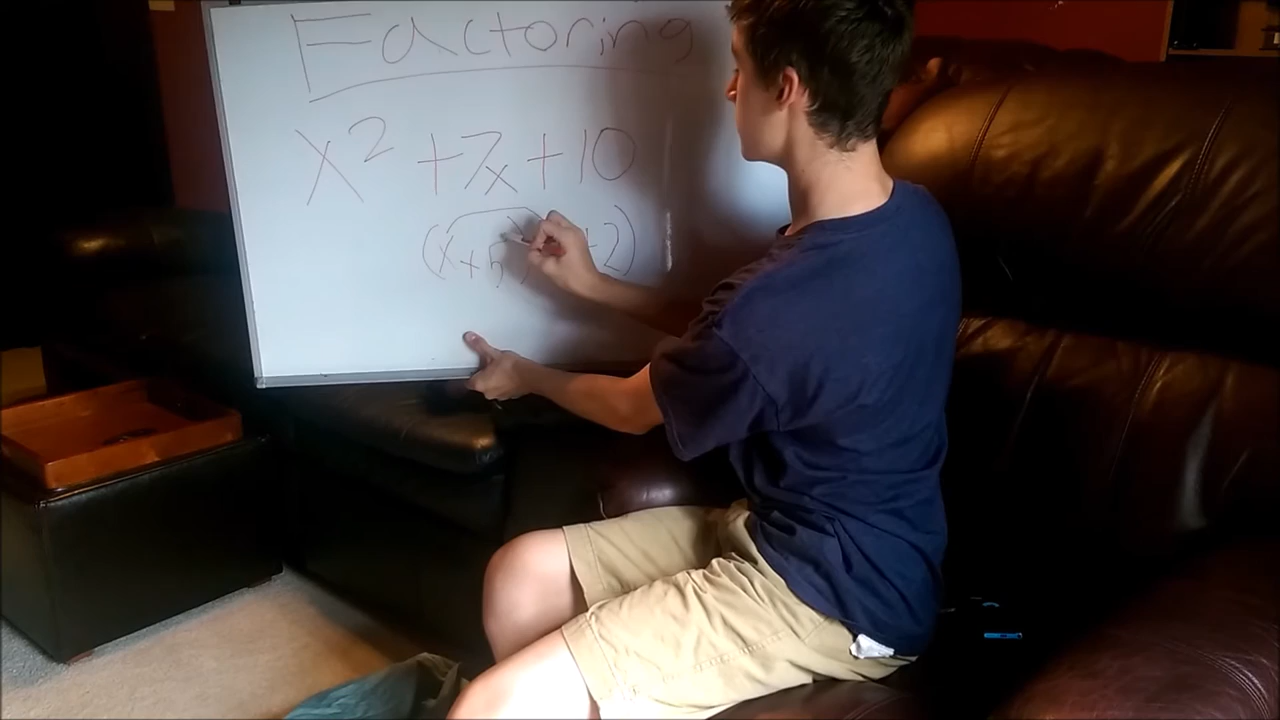 Factoring
x² +7x+10
(x+5 +2)